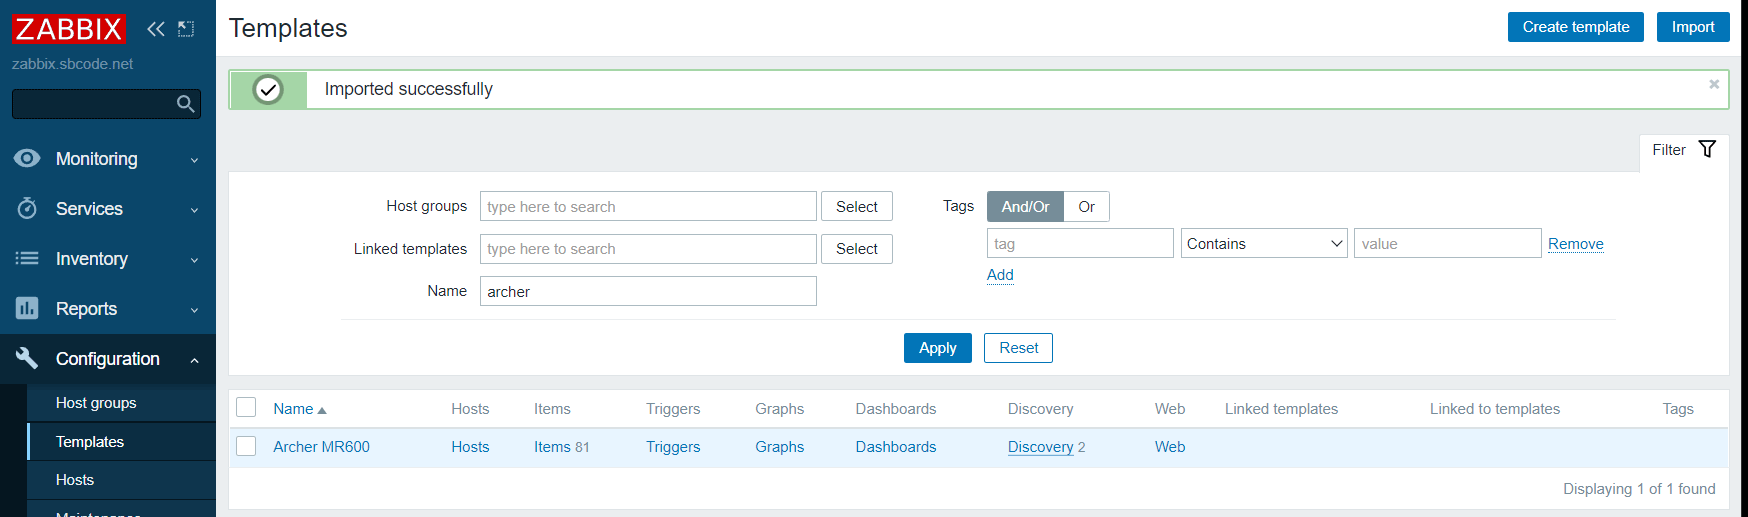 ZABBIX
zabbix.sbcode.net
Monitoring
Services
Inventory
Reports
Configuration
Host groups
Templates
Hosts
Maintenance
Templates
Create template Import
Imported successfully
Filter
Host groups type here to search Select
Linked templates type here to search Select
Name archer
Tags And/Or Or
tag Contains value Remove
Add
Apply Reset
Name Hosts Items Triggers Graphs Dashboards Discovery Web Linked templates Linked to templates Tags
Archer MR600 Hosts Items 81 Triggers Graphs Dashboards Discovery 2 Web
Displaying 1 of 1 found